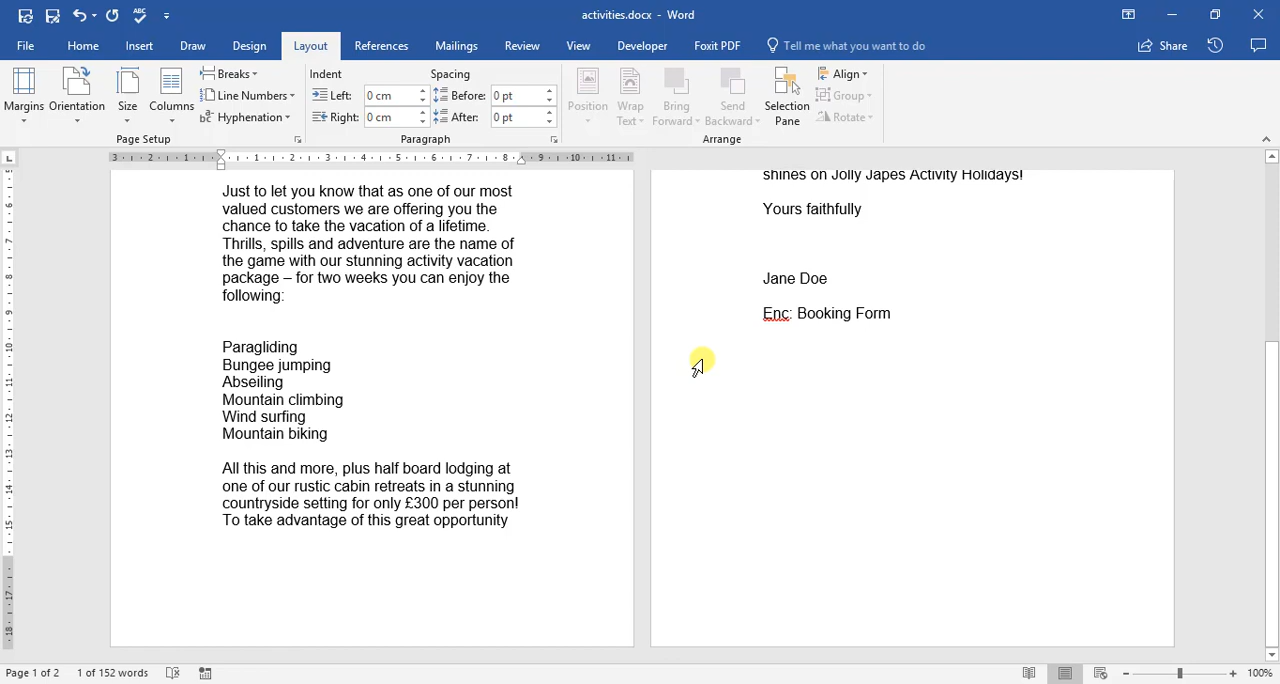 activities.docx - Word
File Home Insert Draw Design Layout References Mailings Review View Developer Foxit PDF Tell me what you want to do Share
Margins Orientation Size Columns
Breaks
Line Numbers
Hyphenation
Page Setup
Indent Spacing
Left: 0 cm Before: 0 pt
Right: 0 cm After: 0 pt
Paragraph
Position Wrap Text Bring Forward Send Backward Selection Pane
Align
Group
Rotate
Arrange
Just to let you know that as one of our most
valued customers we are offering you the
chance to take the vacation of a lifetime.
Thrills, spills and adventure are the name of
the game with our stunning activity vacation
package – for two weeks you can enjoy the
following:
Paragliding
Bungee jumping
Abseiling
Mountain climbing
Wind surfing
Mountain biking
All this and more, plus half board lodging at
one of our rustic cabin retreats in a stunning
countryside setting for only £300 per person!
To take advantage of this great opportunity
shines on Jolly Japes Activity Holidays!
Yours faithfully
Jane Doe
Enc: Booking Form
Page 1 of 2 1 of 152 words 100%